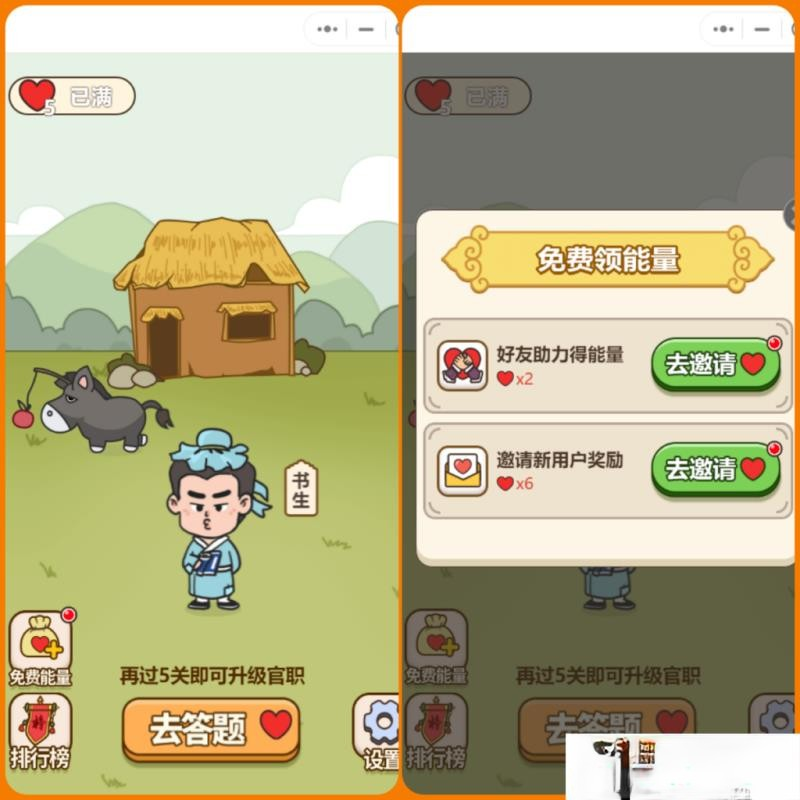 5 已满
书生
免费能量
再过5关即可升级官职
去答题
排行榜
设置
5 已满
免费领能量
好友助力得能量
x2
去邀请
邀请新用户奖励
x6
去邀请
免费能量
再过5关即可升级官职
去答题
排行榜